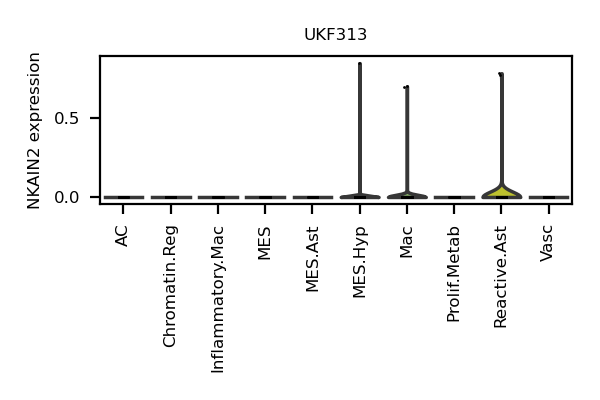 UKF313
NKAIN2 expression
0.5
0.0
AC
Chromatin.Reg
Inflammatory.Mac
MES
MES.Ast
MES.Hyp
Mac
Prolif.Metab
Reactive.Ast
Vasc